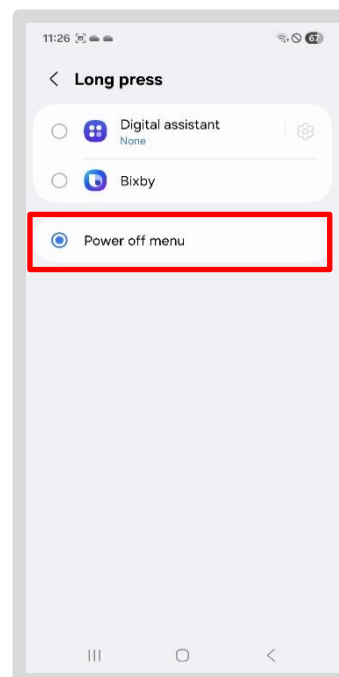 11:26
67
Long press
Digital assistant
None
Bixby
Power off menu